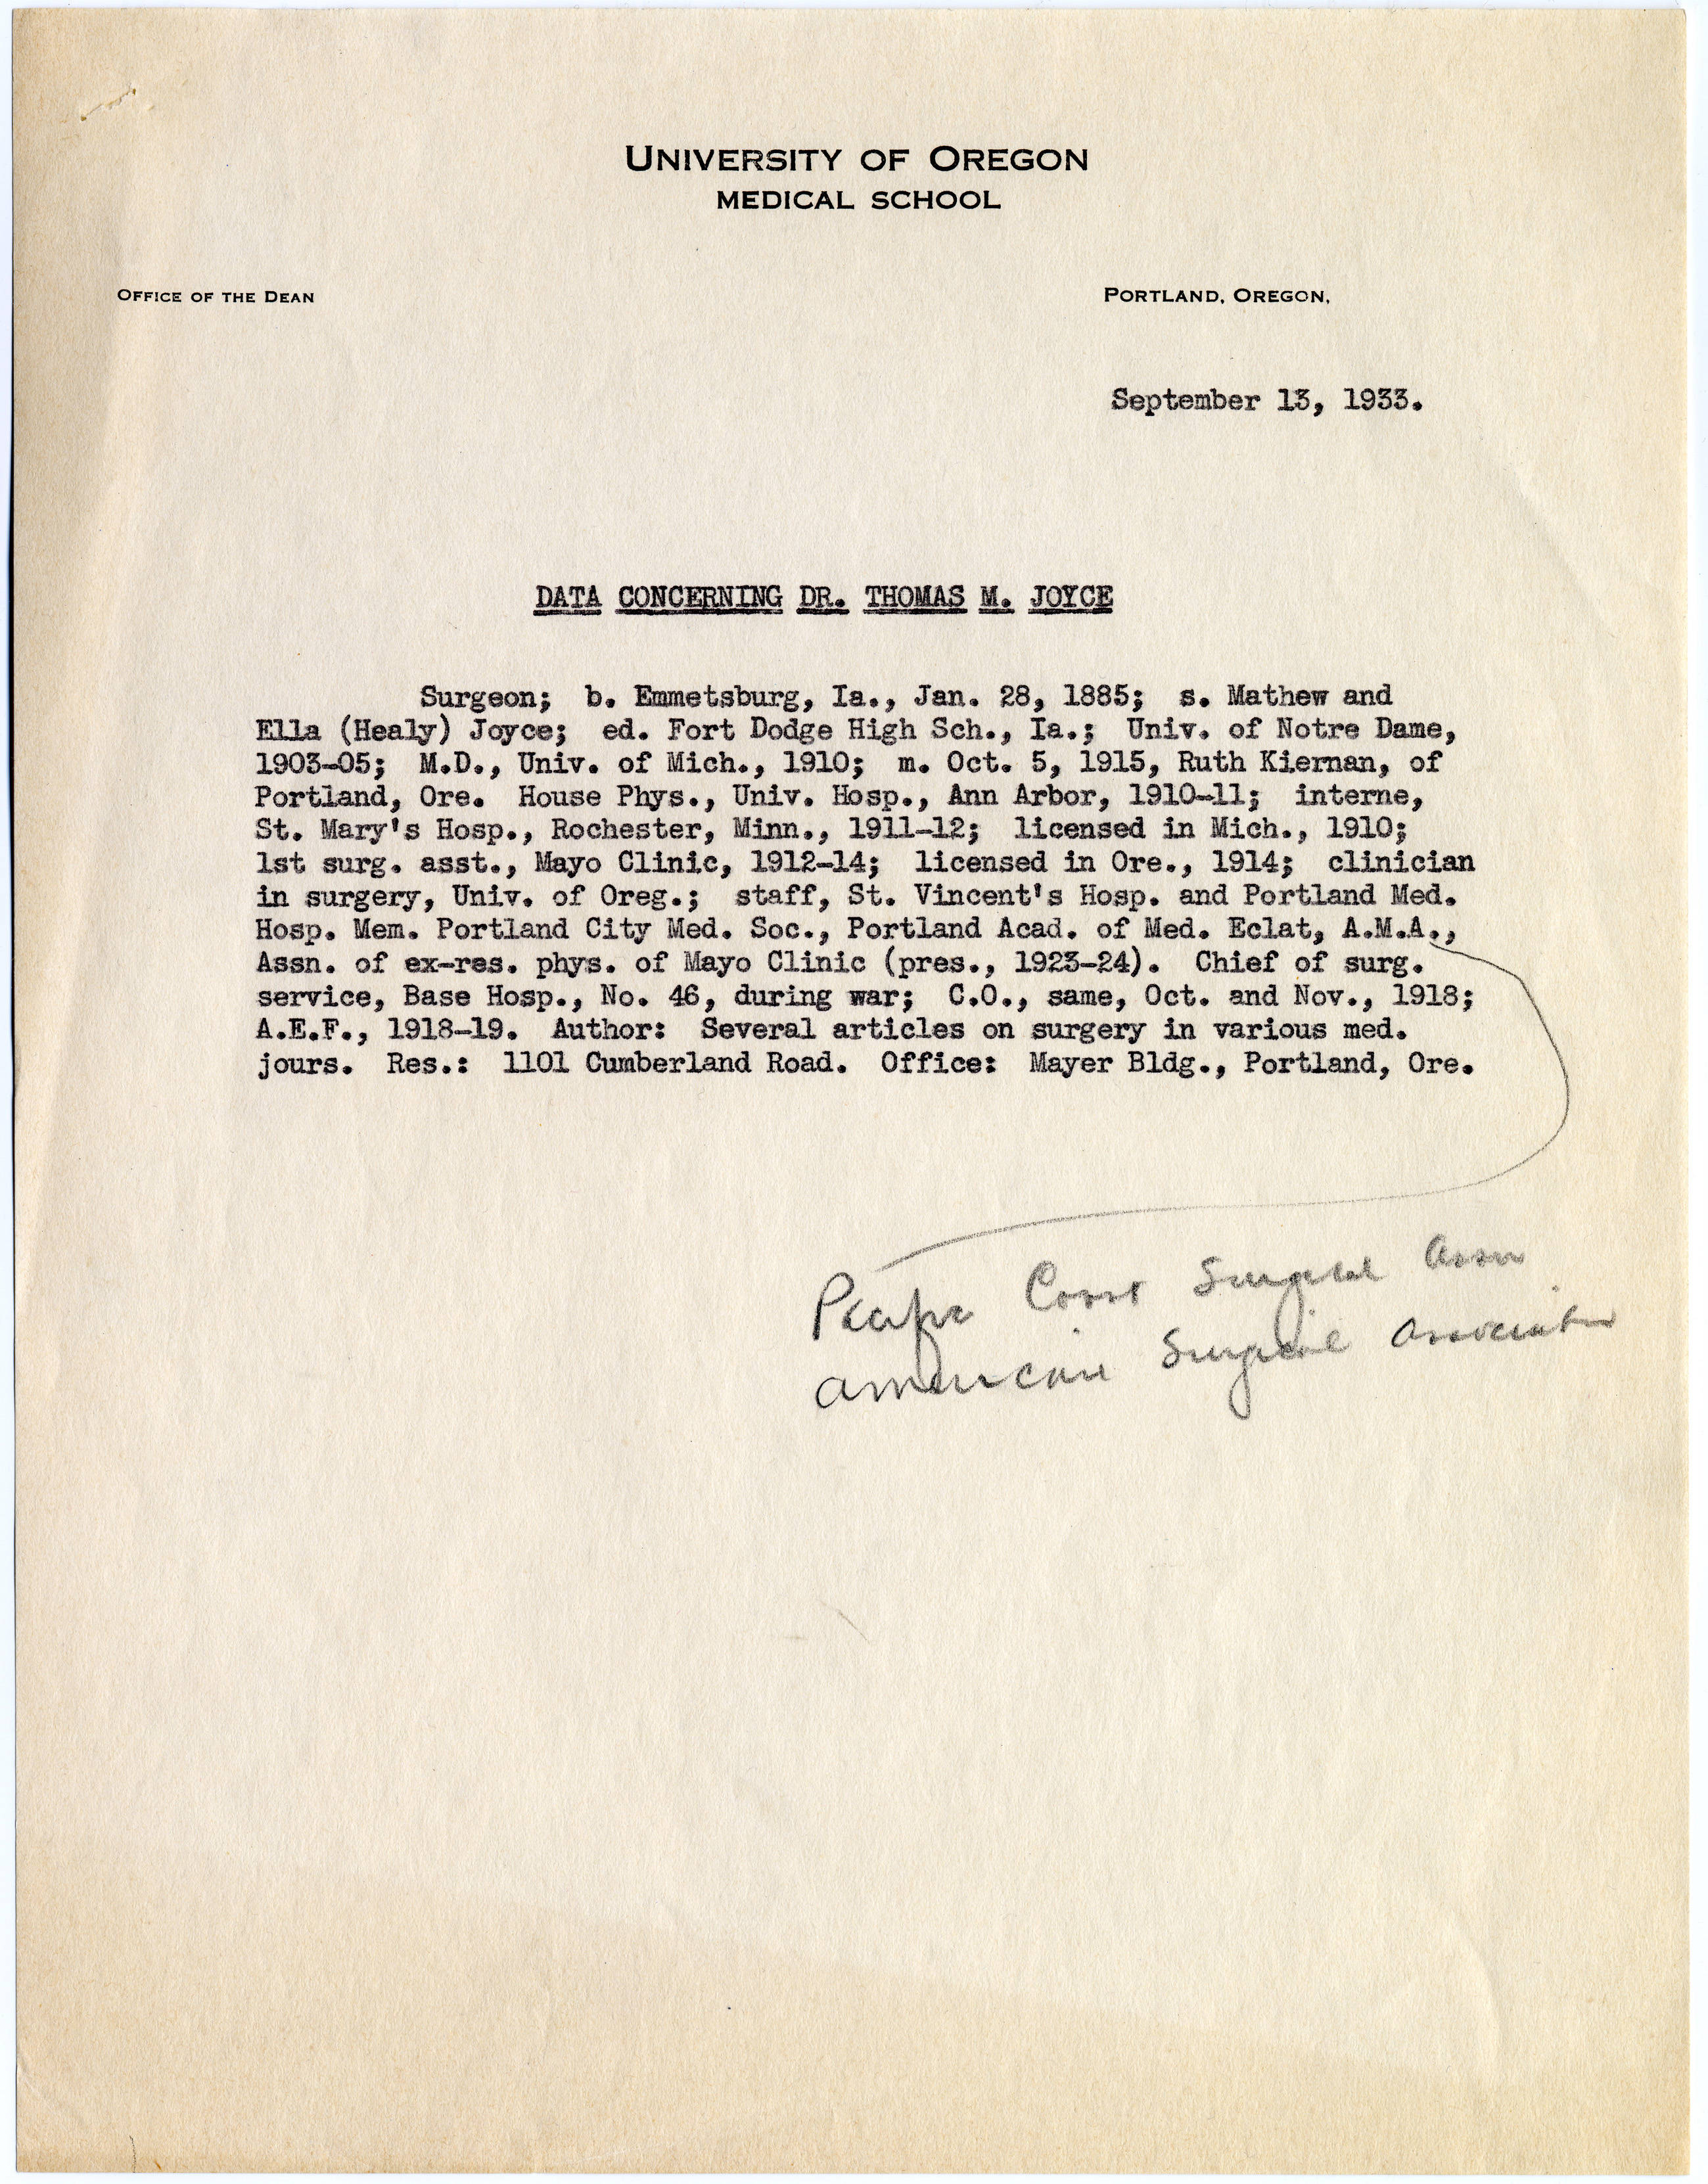 UNIVERSITY OF OREGON
MEDICAL SCHOOL
OFFICE OF THE DEAN
PORTLAND, OREGON,
September 13, 1933.
DATA CONCERNING DR. THOMAS M. JOYCE
Surgeon; b. Emmetsburg, Ia., Jan. 28, 1885; s. Mathew and
Ella (Healy) Joyce; ed. Fort Dodge High Sch., Ia.; Univ. of Notre Dame,
1903-05; M.D., Univ. of Mich., 1910; m. Oct. 5, 1915, Ruth Kiernan, of
Portland, Ore. House Phys., Univ. Hosp., Ann Arbor, 1910-11; interne,
St. Mary's Hosp., Rochester, Minn., 1911-12; licensed in Mich., 1910;
1st surg. asst., Mayo Clinic, 1912-14; licensed in Ore., 1914; clinician
in surgery, Univ. of Oreg.; staff, St. Vincent's Hosp. and Portland Med.
Hosp. Mem. Portland City Med. Soc., Portland Acad. of Med. Eclat, A.M.A.,
Assn. of ex-res. phys. of Mayo Clinic (pres., 1923-24). Chief of surg.
service, Base Hosp., No. 46, during war; C.O., same, Oct. and Nov., 1918;
A.E.F., 1918-19. Author: Several articles on surgery in various med.
jours. Res.: 1101 Cumberland Road. Office: Mayer Bldg., Portland, Ore.
Pacific Coast Surgical Assn
American Surgical Association